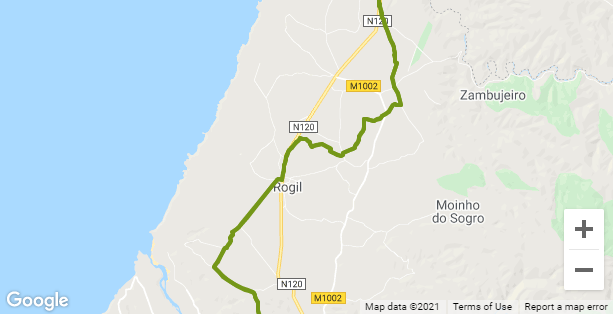 N120
M1002
Zambujeiro
N120
Rogil
Moinho
do Sogro
+
−
N120
M1002
Google
Map data ©2021
Terms of Use
Report a map error